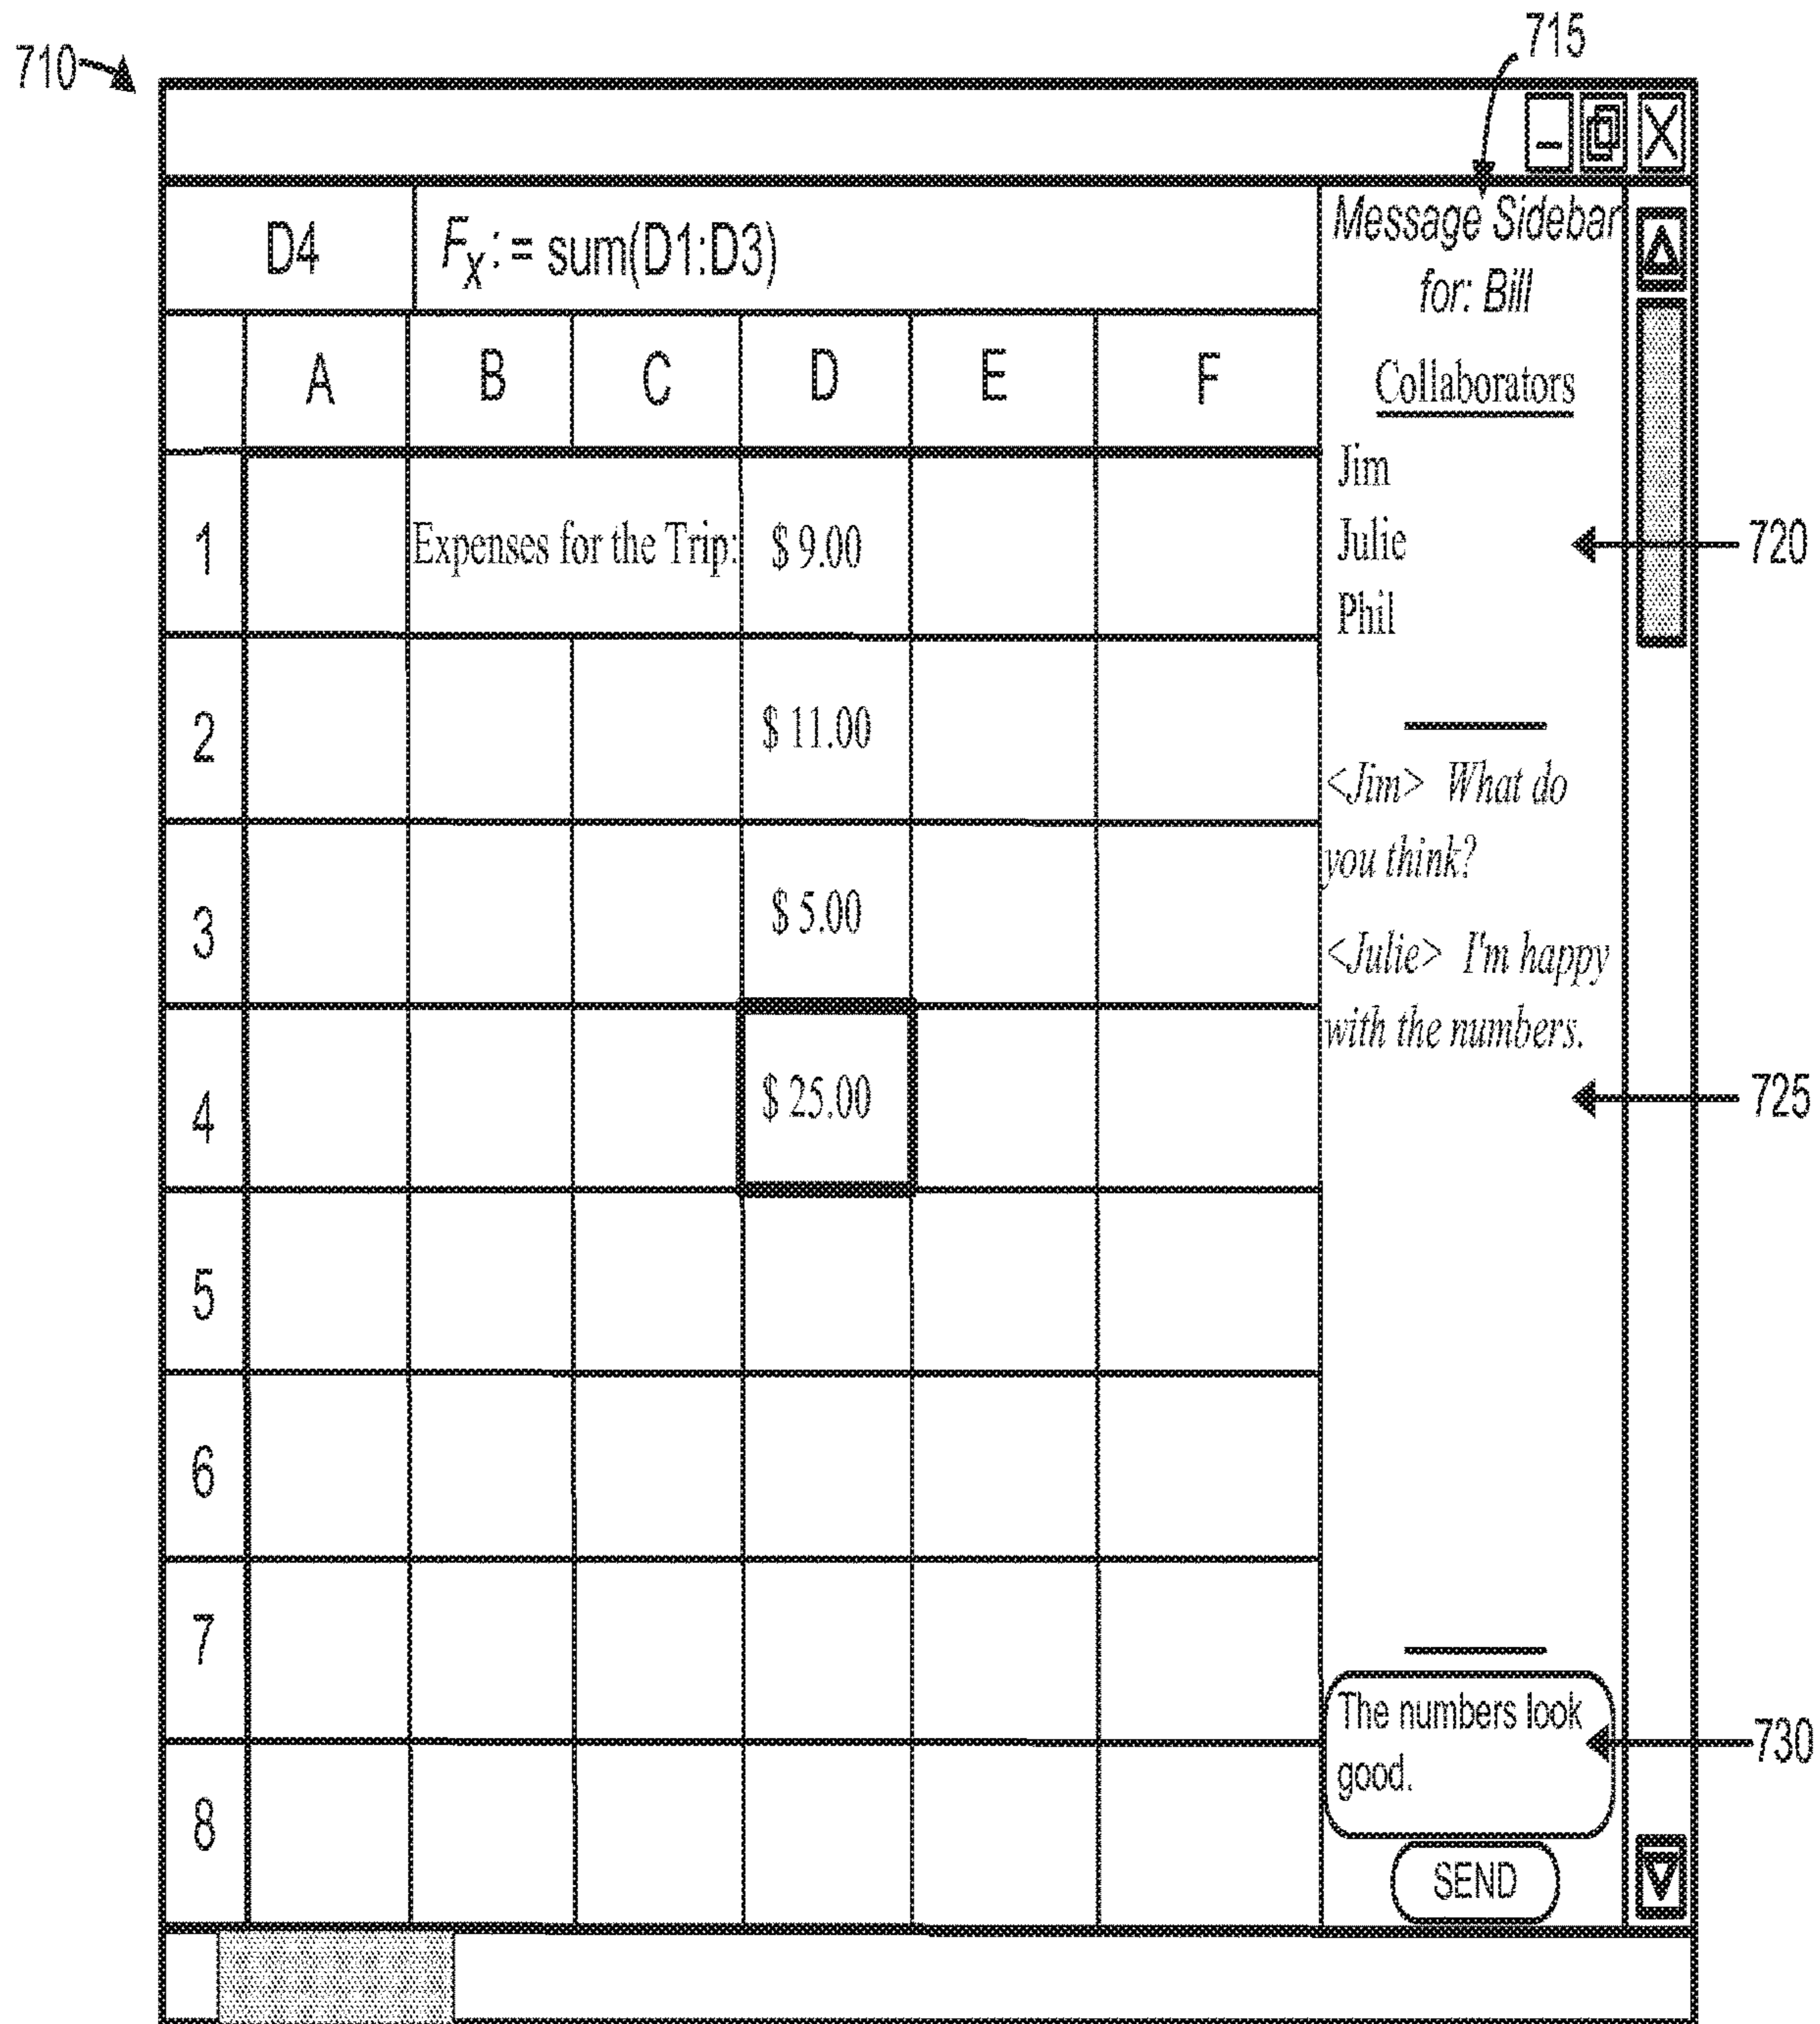 715
710
D4 Fx: = sum(D1:D3)
Message Sidebar
for: Bill
A B C D E F
Collaborators
Jim
1 Expenses for the Trip: $ 9.00
Julie
720
Phil
2 $ 11.00
<Jim> What do
you think?
3 $ 5.00
<Julie> I'm happy
with the numbers.
4 $ 25.00
725
5
6
7
The numbers look
good.
730
8
SEND